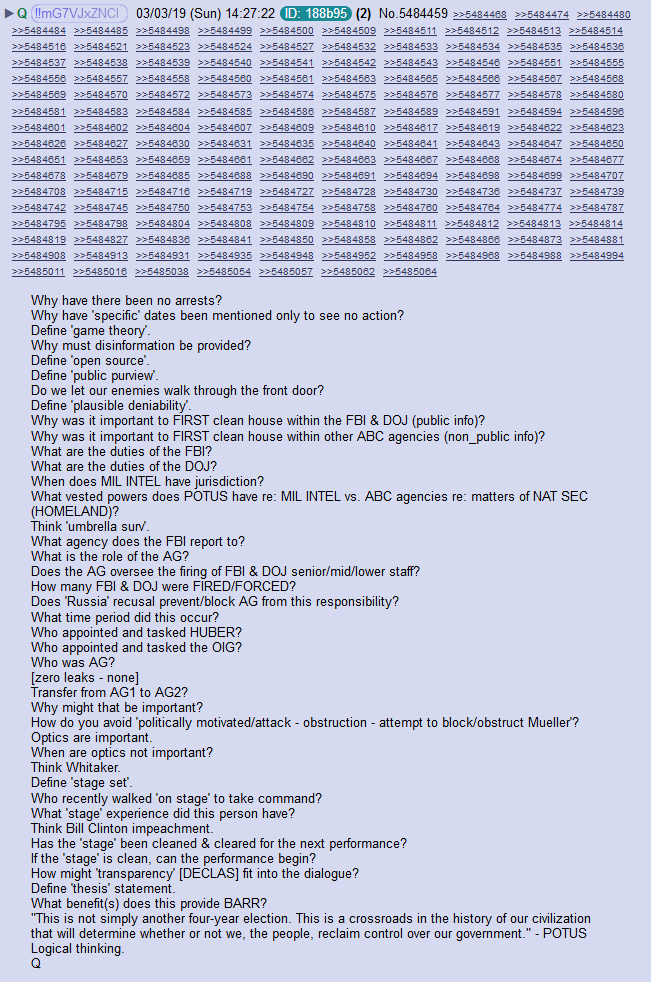 ▶ Q !!mG7VJxZNCI 03/03/19 (Sun) 14:27:22 ID: 188b95 (2) No.5484459 >>5484468 >>5484474 >>5484480
>>5484484 >>5484485 >>5484498 >>5484499 >>5484500 >>5484509 >>5484511 >>5484512 >>5484513 >>5484514
>>5484516 >>5484521 >>5484523 >>5484524 >>5484527 >>5484532 >>5484533 >>5484534 >>5484535 >>5484536
>>5484537 >>5484538 >>5484539 >>5484540 >>5484541 >>5484542 >>5484543 >>5484546 >>5484551 >>5484555
>>5484556 >>5484557 >>5484558 >>5484560 >>5484561 >>5484563 >>5484565 >>5484566 >>5484567 >>5484568
>>5484569 >>5484570 >>5484572 >>5484573 >>5484574 >>5484575 >>5484576 >>5484577 >>5484578 >>5484580
>>5484581 >>5484583 >>5484584 >>5484585 >>5484586 >>5484587 >>5484589 >>5484591 >>5484594 >>5484596
>>5484601 >>5484602 >>5484604 >>5484607 >>5484609 >>5484610 >>5484617 >>5484619 >>5484622 >>5484623
>>5484626 >>5484627 >>5484630 >>5484631 >>5484635 >>5484640 >>5484641 >>5484643 >>5484647 >>5484650
>>5484651 >>5484653 >>5484659 >>5484661 >>5484662 >>5484663 >>5484667 >>5484668 >>5484674 >>5484677
>>5484678 >>5484679 >>5484685 >>5484688 >>5484690 >>5484691 >>5484694 >>5484698 >>5484699 >>5484707
>>5484708 >>5484715 >>5484716 >>5484719 >>5484727 >>5484728 >>5484730 >>5484736 >>5484737 >>5484739
>>5484742 >>5484745 >>5484750 >>5484753 >>5484754 >>5484758 >>5484760 >>5484764 >>5484774 >>5484787
>>5484795 >>5484798 >>5484804 >>5484808 >>5484809 >>5484810 >>5484811 >>5484812 >>5484813 >>5484814
>>5484819 >>5484827 >>5484836 >>5484841 >>5484850 >>5484858 >>5484862 >>5484866 >>5484873 >>5484881
>>5484908 >>5484913 >>5484931 >>5484935 >>5484948 >>5484952 >>5484958 >>5484968 >>5484988 >>5484994
>>5485011 >>5485016 >>5485038 >>5485054 >>5485057 >>5485062 >>5485064
Why have there been no arrests?
Why have 'specific' dates been mentioned only to see no action?
Define 'game theory'.
Why must disinformation be provided?
Define 'open source'.
Define 'public purview'.
Do we let our enemies walk through the front door?
Define 'plausible deniability'.
Why was it important to FIRST clean house within the FBI & DOJ (public info)?
Why was it important to FIRST clean house within other ABC agencies (non_public info)?
What are the duties of the FBI?
What are the duties of the DOJ?
When does MIL INTEL have jurisdiction?
What vested powers does POTUS have re: MIL INTEL vs. ABC agencies re: matters of NAT SEC
(HOMELAND)?
Think 'umbrella surv'.
What agency does the FBI report to?
What is the role of the AG?
Does the AG oversee the firing of FBI & DOJ senior/mid/lower staff?
How many FBI & DOJ were FIRED/FORCED?
Does 'Russia' recusal prevent/block AG from this responsibility?
What time period did this occur?
Who appointed and tasked HUBER?
Who appointed and tasked the OIG?
Who was AG?
[zero leaks - none]
Transfer from AG1 to AG2?
Why might that be important?
How do you avoid 'politically motivated/attack - obstruction - attempt to block/obstruct Mueller'?
Optics are important.
When are optics not important?
Think Whitaker.
Define 'stage set'.
Who recently walked 'on stage' to take command?
What 'stage' experience did this person have?
Think Bill Clinton impeachment.
Has the 'stage' been cleaned & cleared for the next performance?
If the 'stage' is clean, can the performance begin?
How might 'transparency' [DECLAS] fit into the dialogue?
Define 'thesis' statement.
What benefit(s) does this provide BARR?
"This is not simply another four-year election. This is a crossroads in the history of our civilization
that will determine whether or not we, the people, reclaim control over our government." - POTUS
Logical thinking.
Q